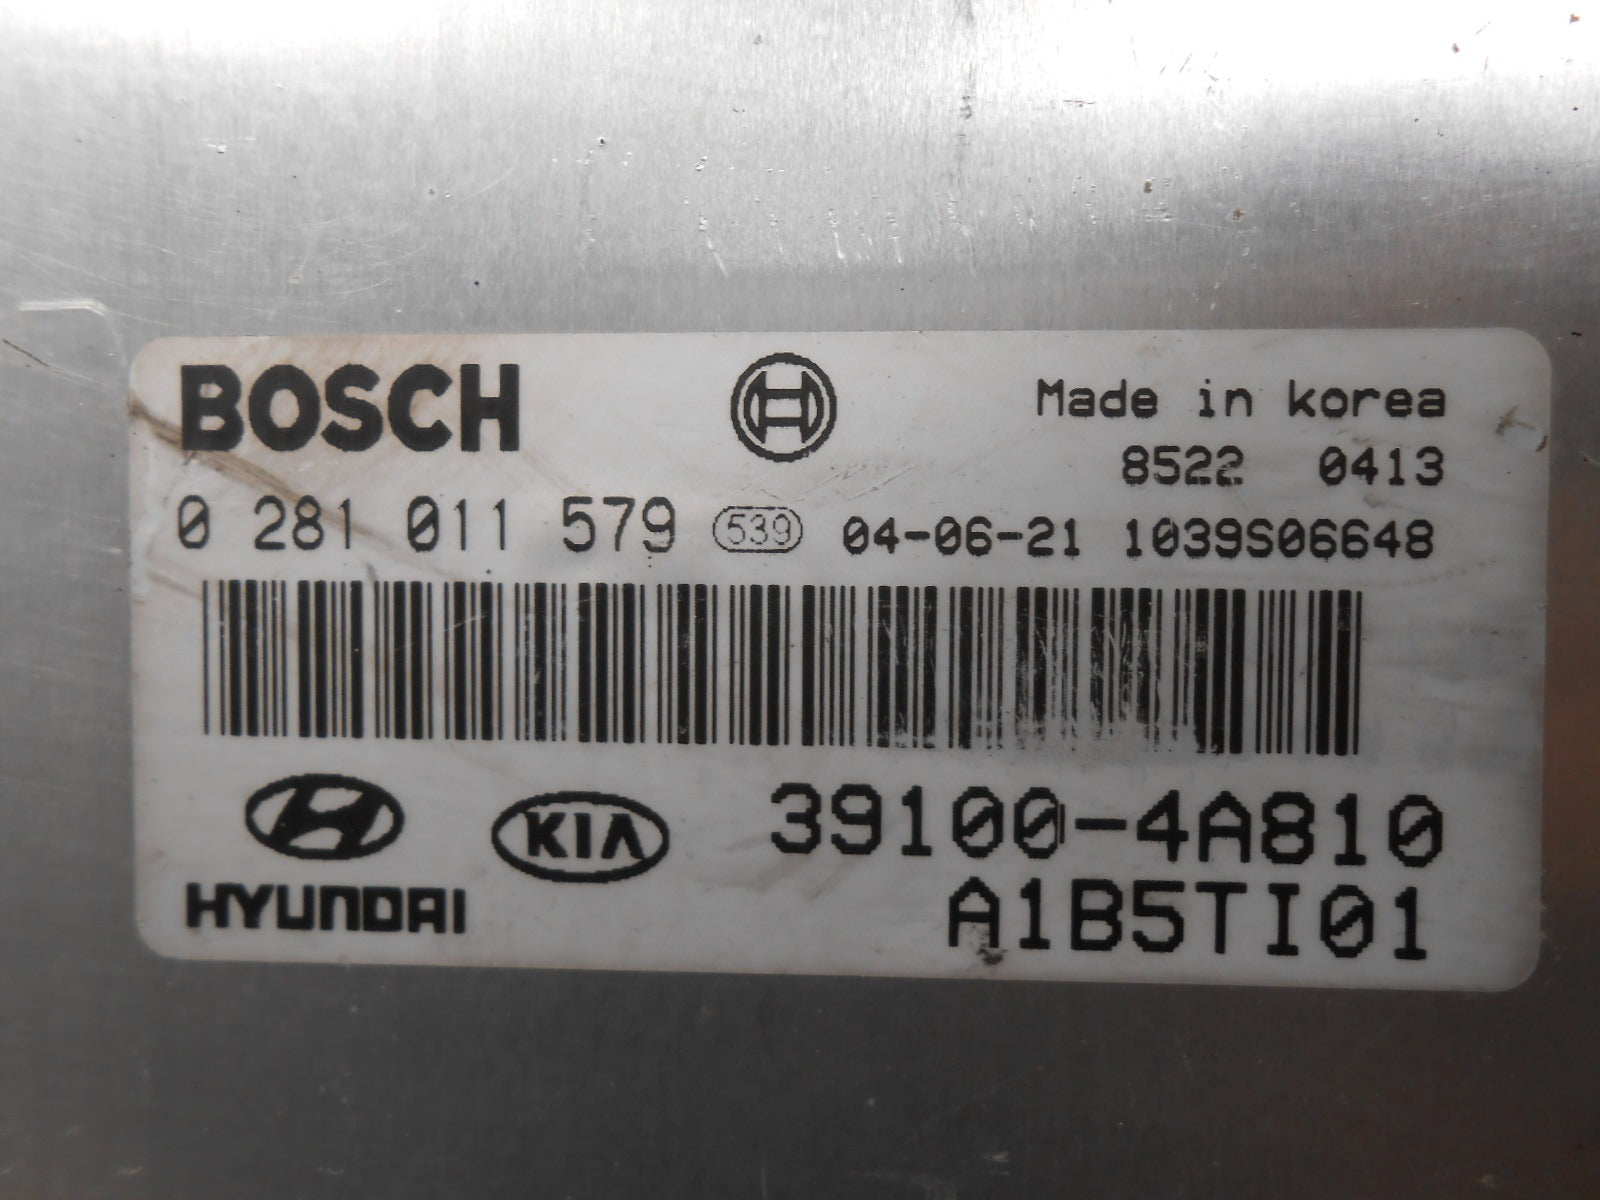 BOSCH
Made in korea
8522 0413
0 281 011 579 539 04-06-21 1039S06648
KIA 39100-4A810
HYUNDAI A1B5TI01